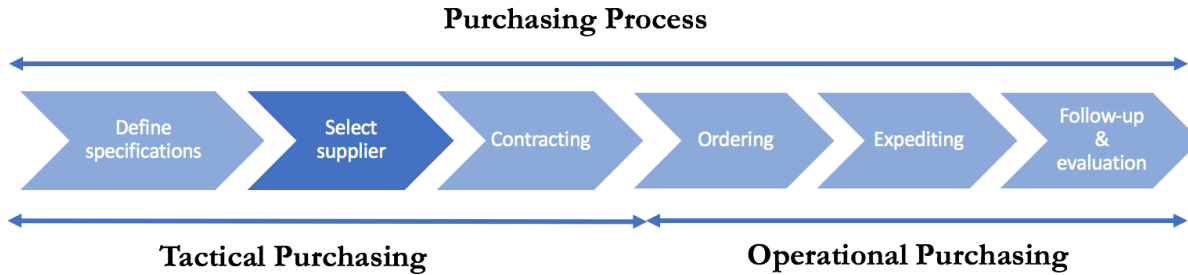 Purchasing Process
Define
specifications
Select
supplier
Contracting
Ordering
Expediting
Follow-up
&
evaluation
Tactical Purchasing
Operational Purchasing